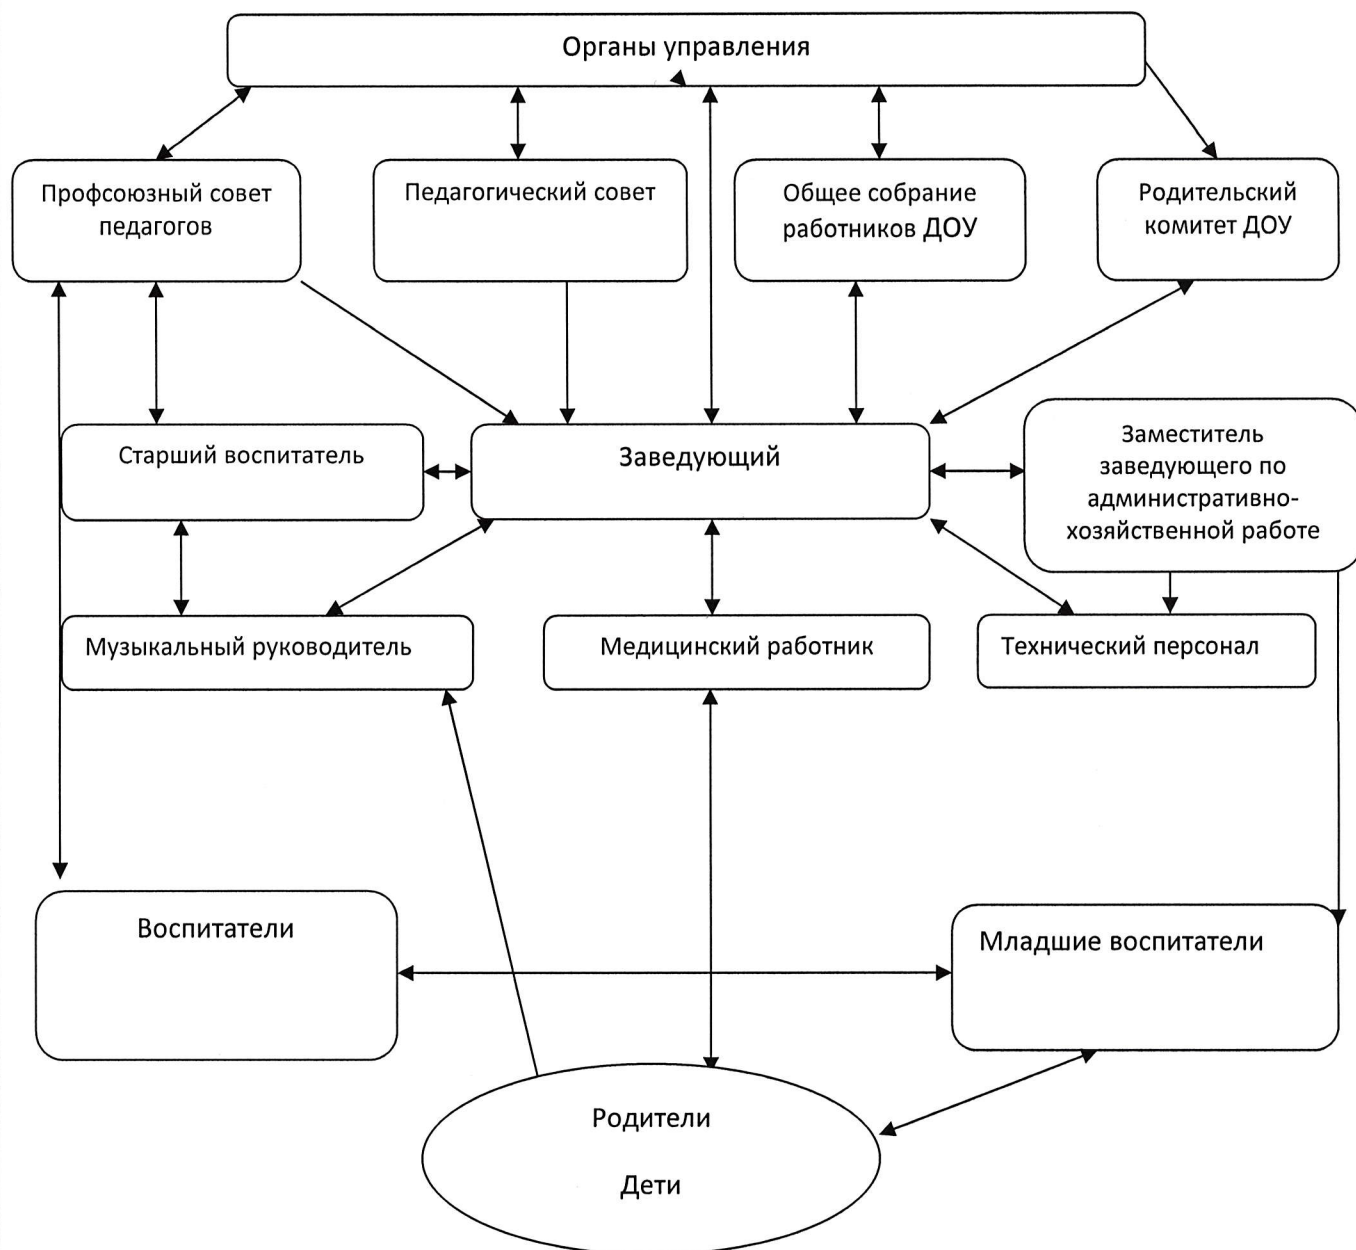 Органы управления
Профсоюзный совет
педагогов
Педагогический совет
Общее собрание
работников ДОУ
Родительский
комитет ДОУ
Старший воспитатель
Заведующий
Заместитель
заведующего по
административно-
хозяйственной работе
Музыкальный руководитель
Медицинский работник
Технический персонал
Воспитатели
Младшие воспитатели
Родители
Дети